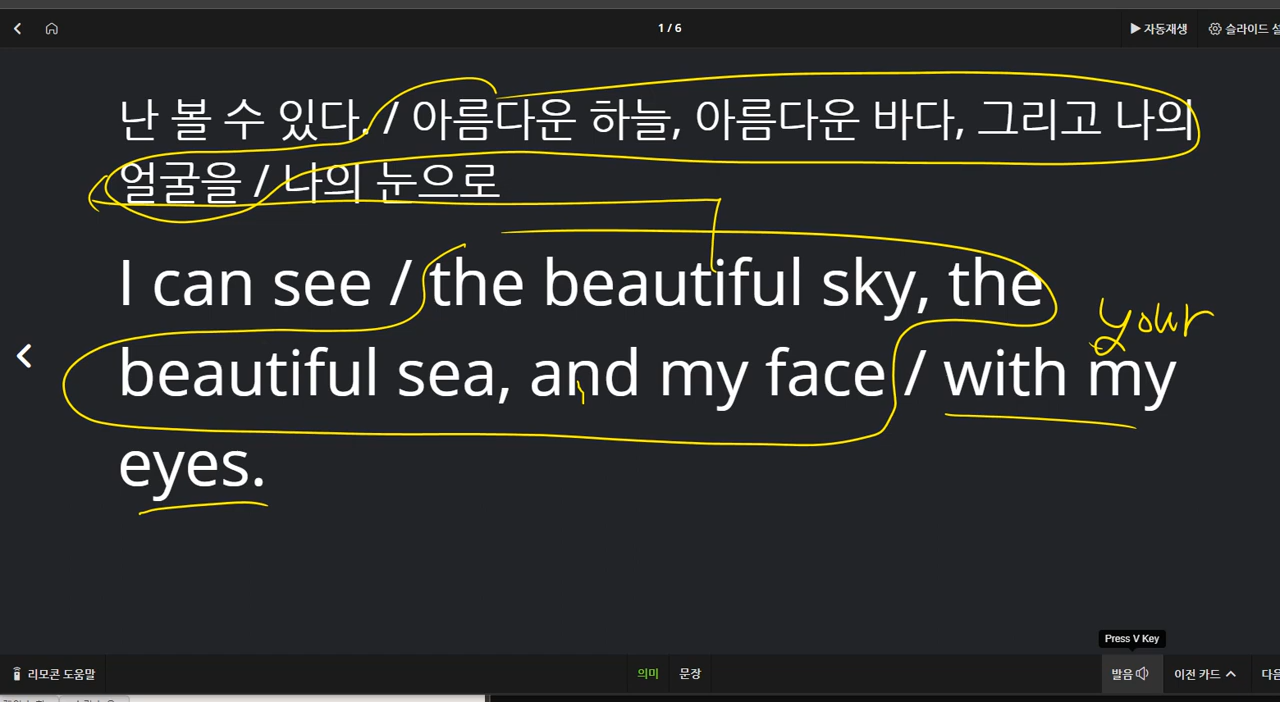 1 / 6
자동재생
슬라이드 설
난 볼 수 있다. / 아름다운 하늘, 아름다운 바다, 그리고 나의
얼굴을 / 나의 눈으로
I can see / the beautiful sky, the
your
beautiful sea, and my face / with my
eyes.
Press V Key
리모콘 도움말
의미
문장
발음
이전 카드
다음